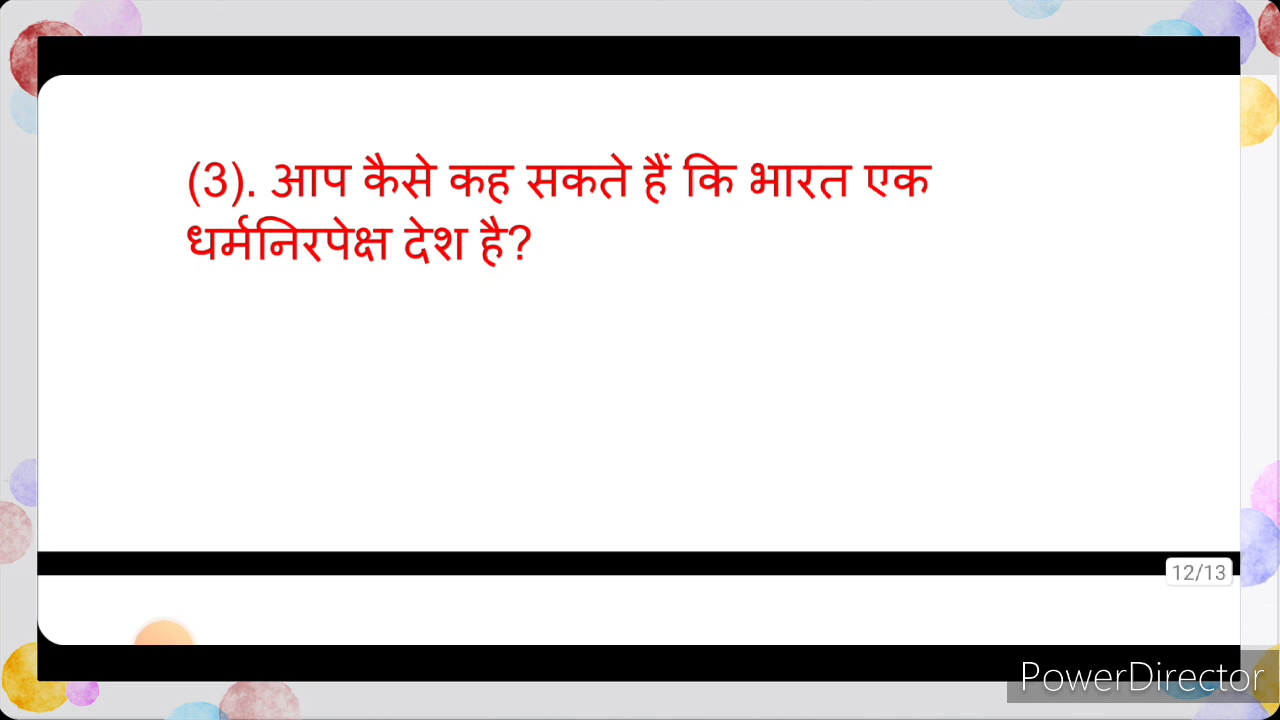 (3). आप कैसे कह सकते हैं कि भारत एक
धर्मनिरपेक्ष देश है?
12/13
PowerDirector